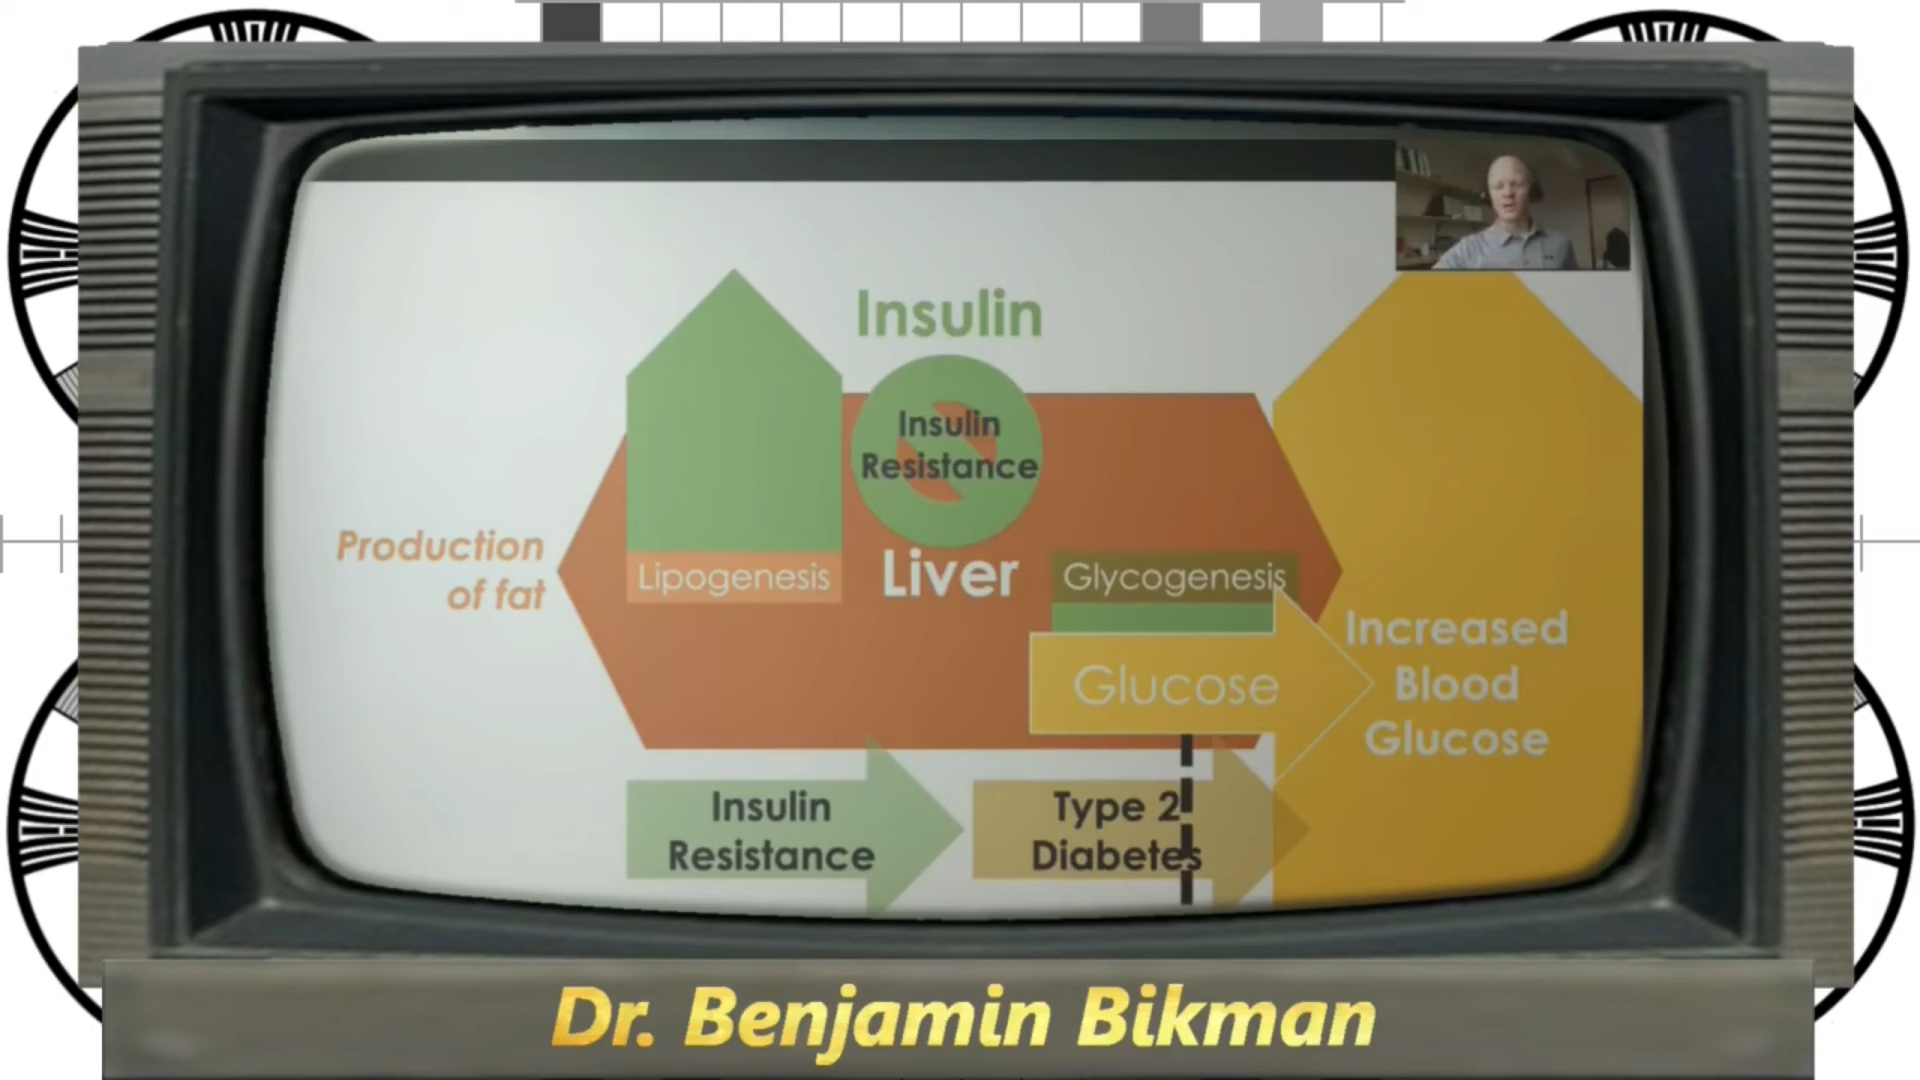 Insulin
Insulin
Resistance
Production
of fat
Lipogenesis
Liver
Glycogenesis
Glucose
Increased
Blood
Glucose
Insulin
Resistance
Type 2
Diabetes
Dr. Benjamin Bikman